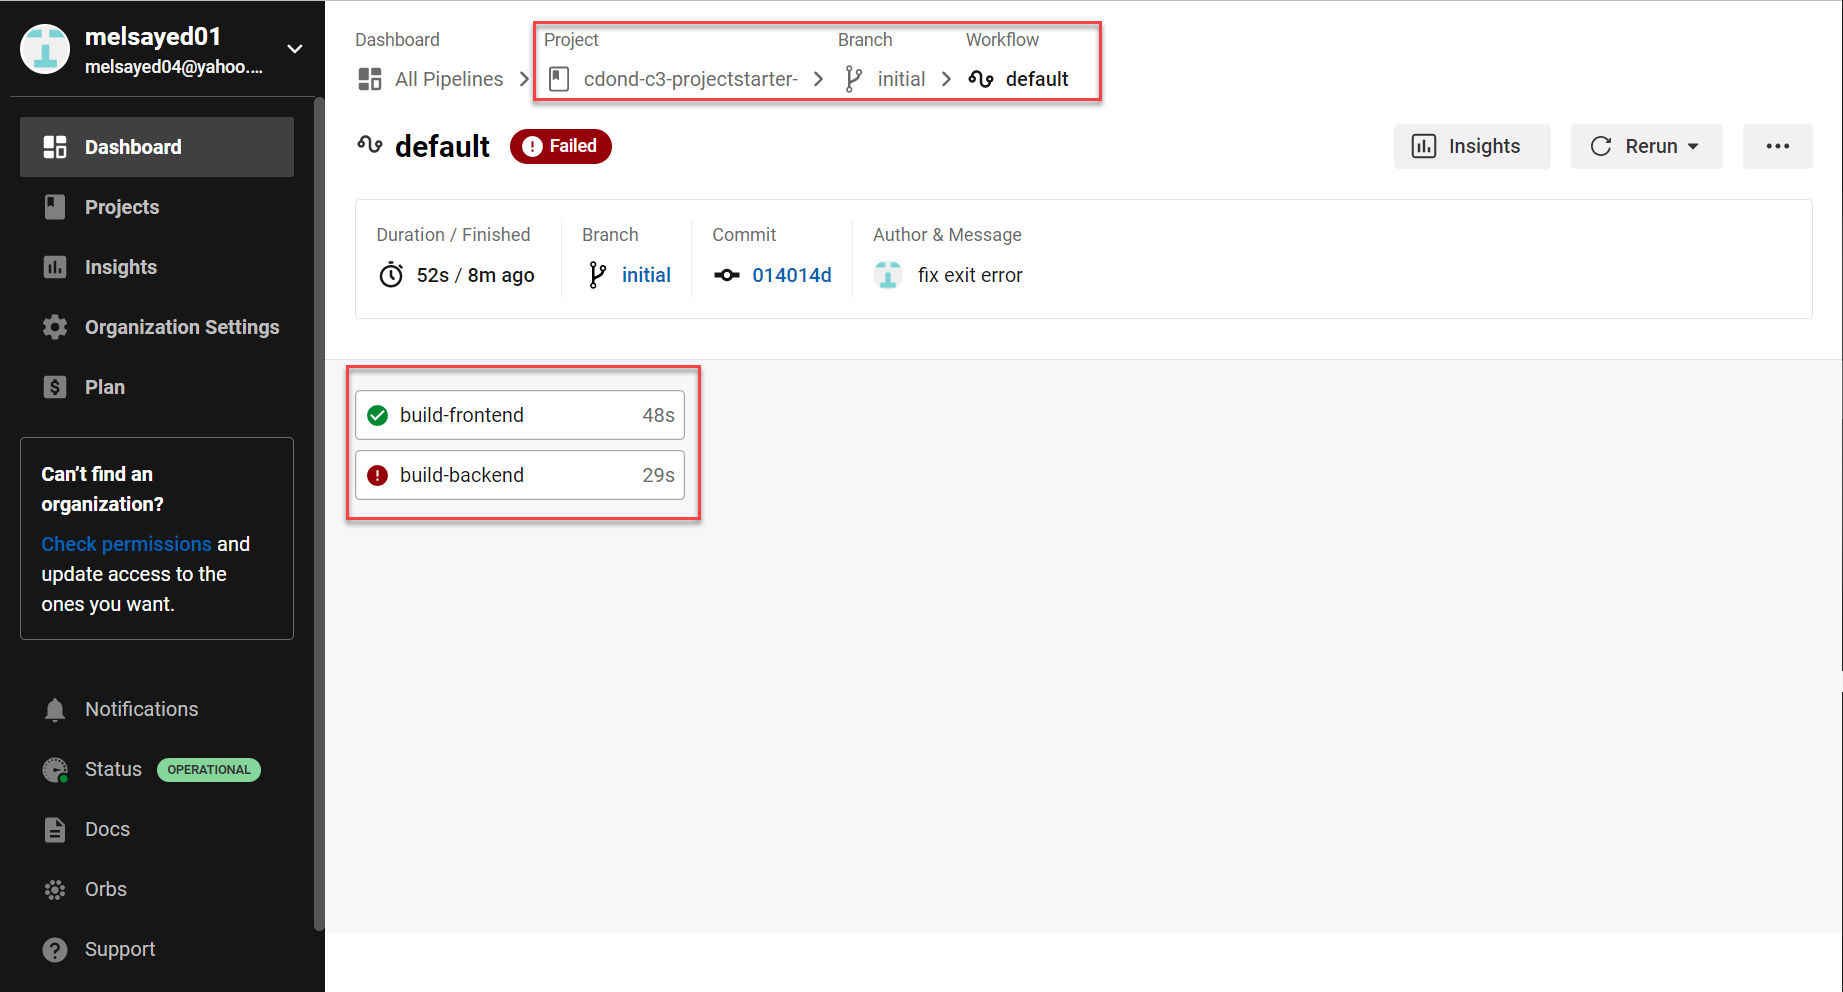 melsayed01
melsayed04@yahoo....
Dashboard
Projects
Insights
Organization Settings
Plan
Can't find an
organization?
Check permissions and
update access to the
ones you want.
Notifications
Status OPERATIONAL
Docs
Orbs
Support
Dashboard Project Branch Workflow
All Pipelines cdond-c3-projectstarter- initial default
default Failed
Insights Rerun
Duration / Finished Branch Commit Author & Message
52s / 8m ago initial 014014d fix exit error
build-frontend 48s
build-backend 29s